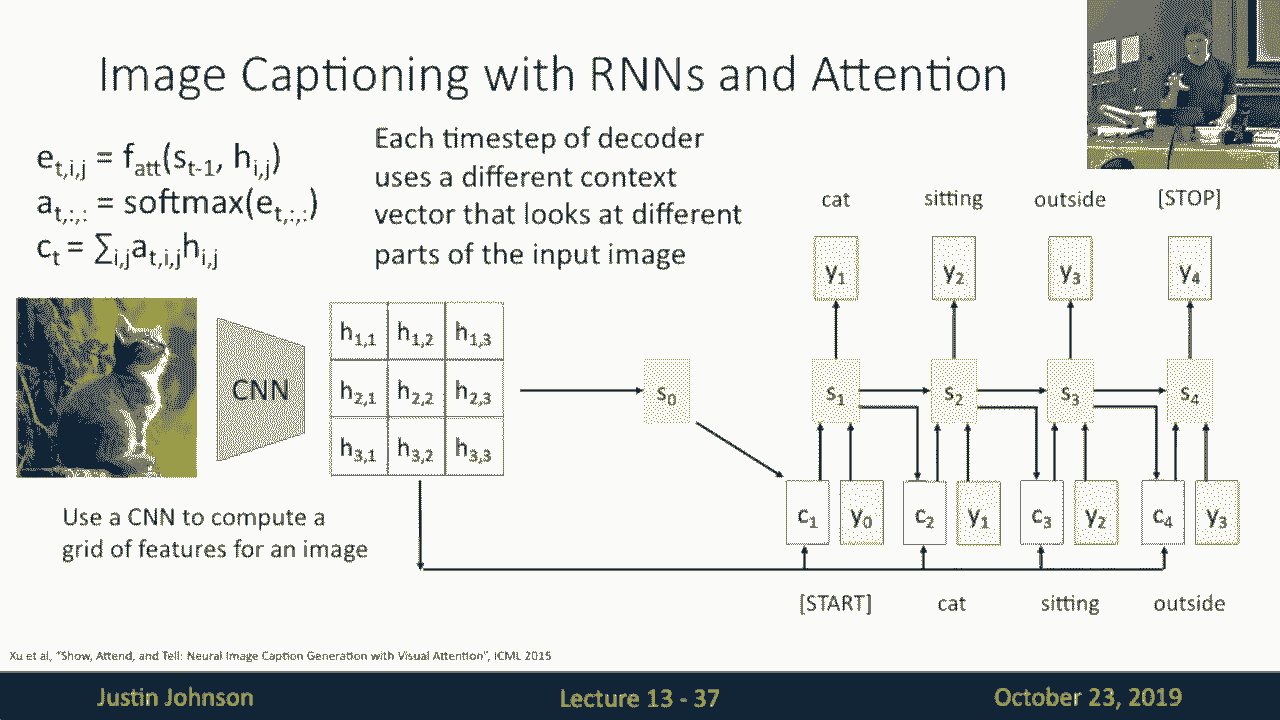 Image Captioning with RNNs and Attention
e_{t,i,j} = f_{att}(s_{t-1}, h_{i,j})
a_{t,:,:} = softmax(e_{t,:,:})
c_t = ∑_{i,j}a_{t,i,j}h_{i,j}
Each timestep of decoder
uses a different context
vector that looks at different
parts of the input image
cat sitting outside [STOP]
y_1 y_2 y_3 y_4
CNN
h_{1,1} h_{1,2} h_{1,3}
h_{2,1} h_{2,2} h_{2,3}
h_{3,1} h_{3,2} h_{3,3}
s_0 s_1 s_2 s_3 s_4
c_1 y_0 c_2 y_1 c_3 y_2 c_4 y_3
[START] cat sitting outside
Use a CNN to compute a
grid of features for an image
Xu et al, "Show, Attend, and Tell: Neural Image Caption Generation with Visual Attention", ICML 2015
Justin Johnson
Lecture 13 - 37
October 23, 2019